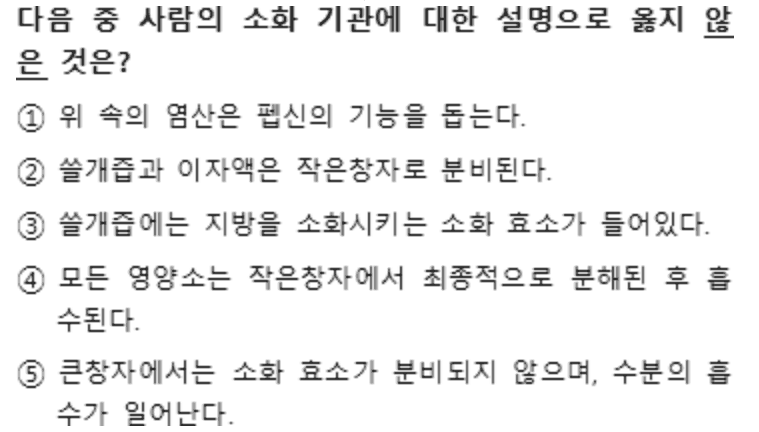 다음 중 사람의 소화 기관에 대한 설명으로 옳지 않
은 것은?
① 위 속의 염산은 펩신의 기능을 돕는다.
② 쓸개즙과 이자액은 작은창자로 분비된다.
③ 쓸개즙에는 지방을 소화시키는 소화 효소가 들어있다.
④ 모든 영양소는 작은창자에서 최종적으로 분해된 후 흡
수된다.
⑤ 큰창자에서는 소화 효소가 분비되지 않으며, 수분의 흡
수가 일어난다.